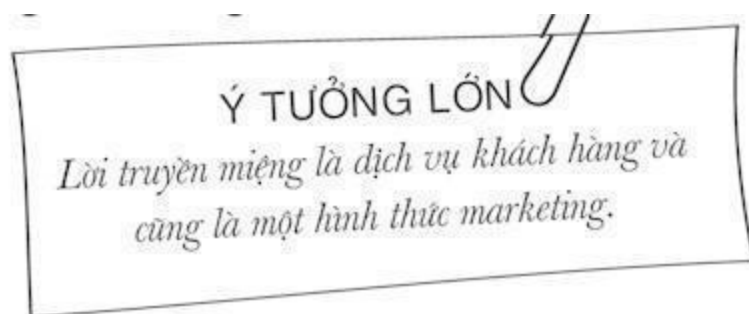 Ý TƯỞNG LỚN
Lời truyền miệng là dịch vụ khách hàng và
cũng là một hình thức marketing.